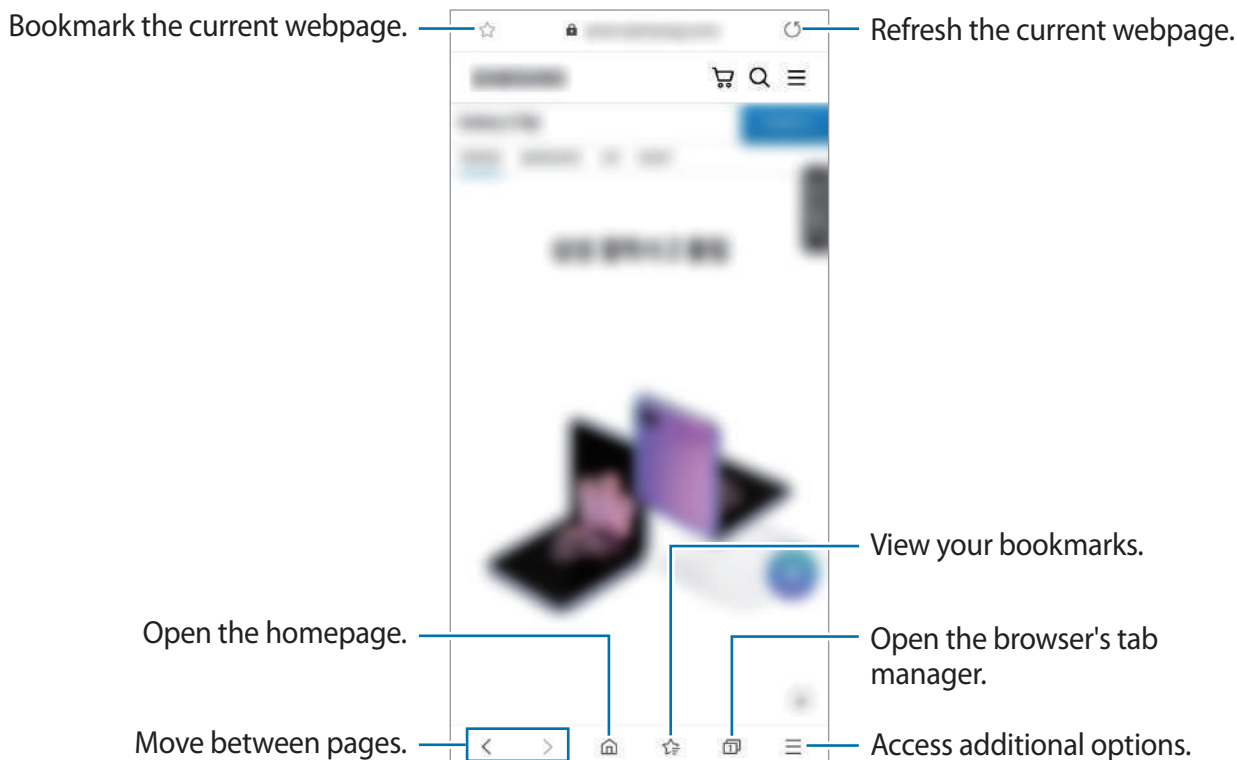 Bookmark the current webpage.
Refresh the current webpage.
View your bookmarks.
Open the homepage.
Open the browser's tab
manager.
Move between pages.
1
Access additional options.